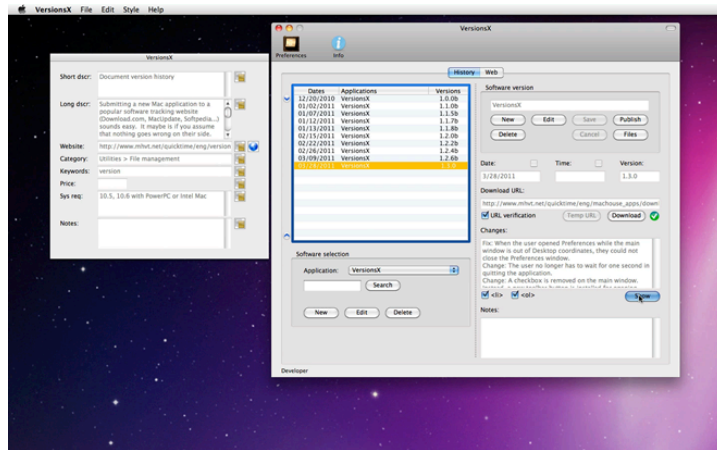 VersionsX File Edit Style Help
VersionsX
Short dscr: Document version history
Long dscr: Submitting a new Mac application to a
popular software tracking website
(Download.com, MacUpdate, Softpedia...)
sounds easy. It maybe is if you assume
that nothing goes wrong on their side.
Website: http://www.mhvt.net/quicktime/eng/version
Category: Utilities > File management
Keywords: version
Price:
Sys req: 10.5, 10.6 with PowerPC or Intel Mac
Notes:
VersionsX
Preferences Info
History Web
Dates Applications Versions
12/20/2010 VersionsX 1.0.0b
01/02/2011 VersionsX 1.1.0b
01/07/2011 VersionsX 1.1.5b
01/12/2011 VersionsX 1.1.7b
01/13/2011 VersionsX 1.1.8b
02/15/2011 VersionsX 1.2.0b
02/22/2011 VersionsX 1.2.2b
02/26/2011 VersionsX 1.2.4b
03/09/2011 VersionsX 1.2.6b
03/28/2011 VersionsX 1.3.0
Software selection
Application: VersionsX
Search
New Edit Delete
Developer
Software version
VersionsX
New Edit Save Publish
Delete Cancel Files
Date: Time: Version:
3/28/2011 1.3.0
Download URL:
http://www.mhvt.net/quicktime/eng/machouse_apps/down
URL verification Temp URL Download
Changes:
Fix: When the user opened Preferences while the main
window is out of Desktop coordinates, they could not
close the Preferences window.
Change: The user no longer has to wait for one second in
quitting the application.
Change: A checkbox is removed on the main window.
<li> <ol> Show
Notes: